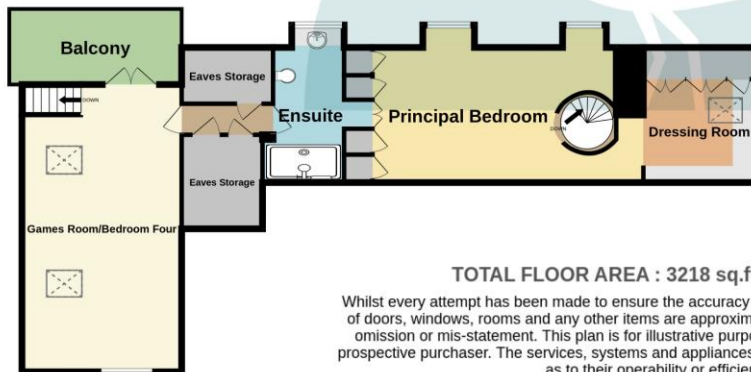 Balcony
Eaves Storage
DOWN
Ensuite
Principal Bedroom
DOWN
Dressing Room
Eaves Storage
Games Room/Bedroom Four
TOTAL FLOOR AREA : 3218 sq.f
Whilst every attempt has been made to ensure the accuracy
of doors, windows, rooms and any other items are approxim
omission or mis-statement. This plan is for illustrative purp
prospective purchaser. The services, systems and appliances
as to their operability or efficie